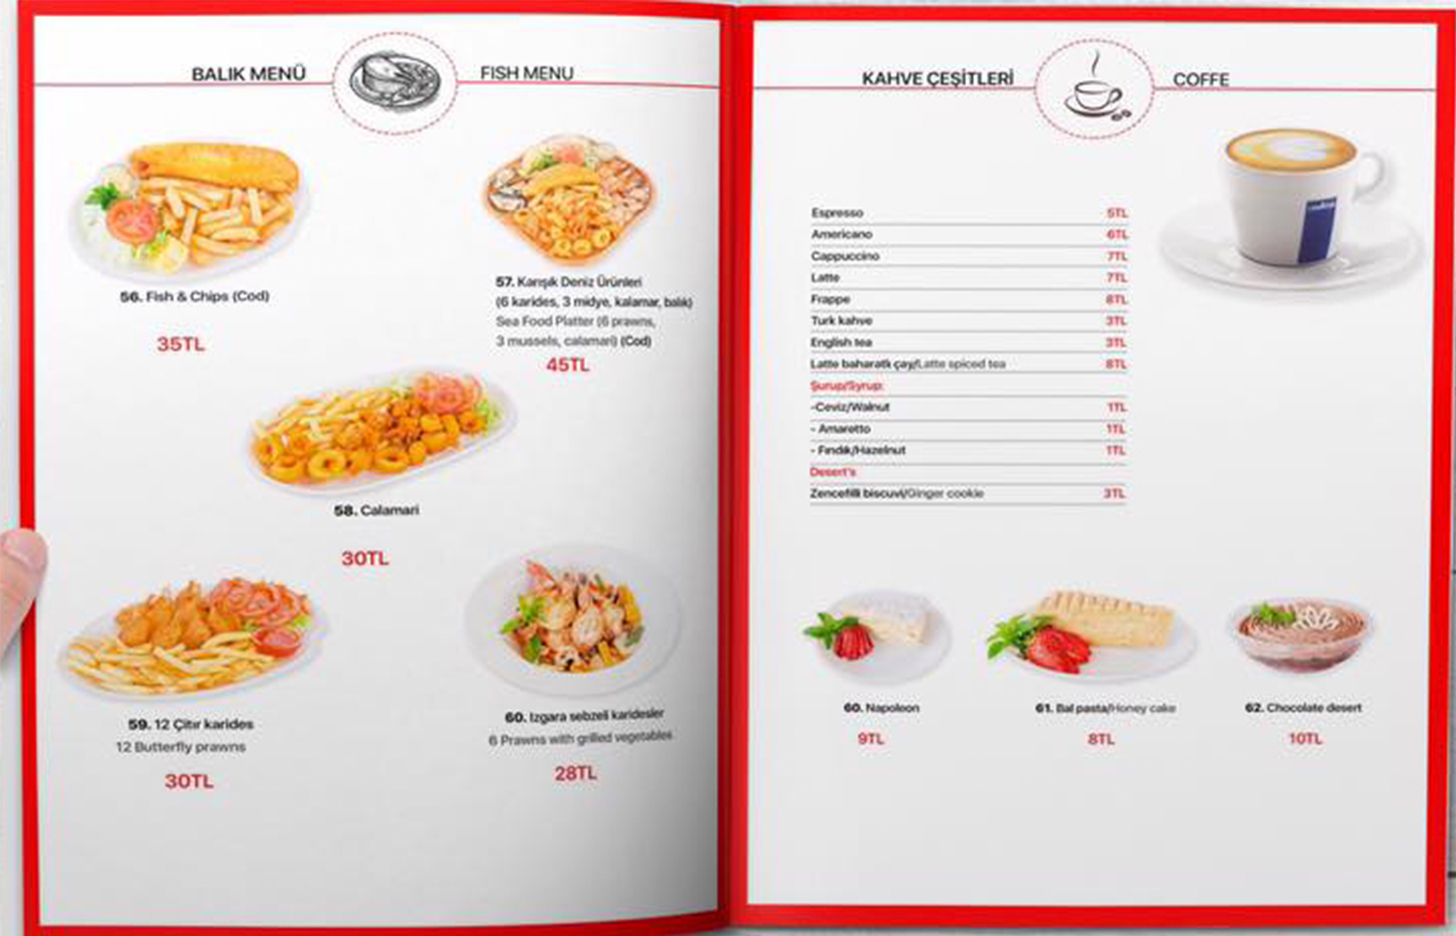 BALIK MENÜ
FISH MENU
56. Fish & Chips (Cod)
35TL
57. Karışık Deniz Ürünleri
(6 karides, 3 midye, kalamar, balık)
Sea Food Platter (6 prawns,
3 mussels, calamari) (Cod)
45TL
58. Calamari
30TL
59. 12 Çıtır karides
12 Butterfly prawns
30TL
60. Izgara sebzeli karidesler
6 Prawns with grilled vegetables
28TL
KAHVE ÇEŞİTLERİ
COFFE
Espresso 5TL
Americano 6TL
Cappuccino 7TL
Latte 7TL
Frappe 8TL
Turk kahve 3TL
English tea 3TL
Latte baharatlı çay/Latte spiced tea 8TL
Şurup/Syrup:
-Ceviz/Walnut 1TL
- Amaretto 1TL
- Fındık/Hazelnut 1TL
Desert's
Zencefilli biscuvi/Ginger cookie 3TL
60. Napoleon
9TL
61. Bal pasta/Honey cake
8TL
62. Chocolate desert
10TL